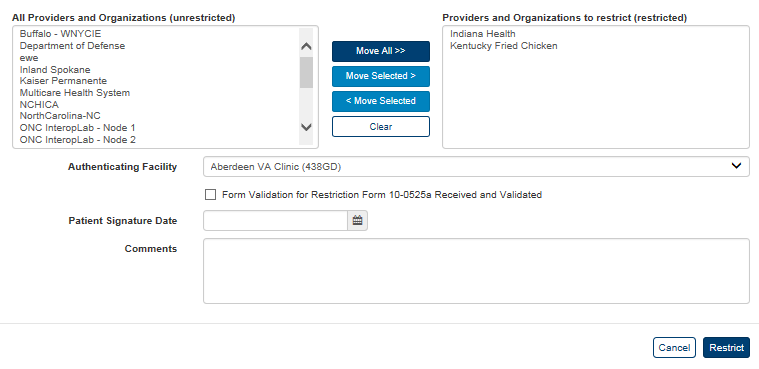 All Providers and Organizations (unrestricted)
Providers and Organizations to restrict (restricted)
Buffalo - WNYCIE
Department of Defense
ewe
Inland Spokane
Kaiser Permanente
Multicare Health System
NCHICA
NorthCarolina-NC
ONC InteropLab - Node 1
ONC InteropLab - Node 2
Move All >>
Move Selected >
< Move Selected
Clear
Indiana Health
Kentucky Fried Chicken
Authenticating Facility
Aberdeen VA Clinic (438GD)
Form Validation for Restriction Form 10-0525a Received and Validated
Patient Signature Date
Comments
Cancel
Restrict